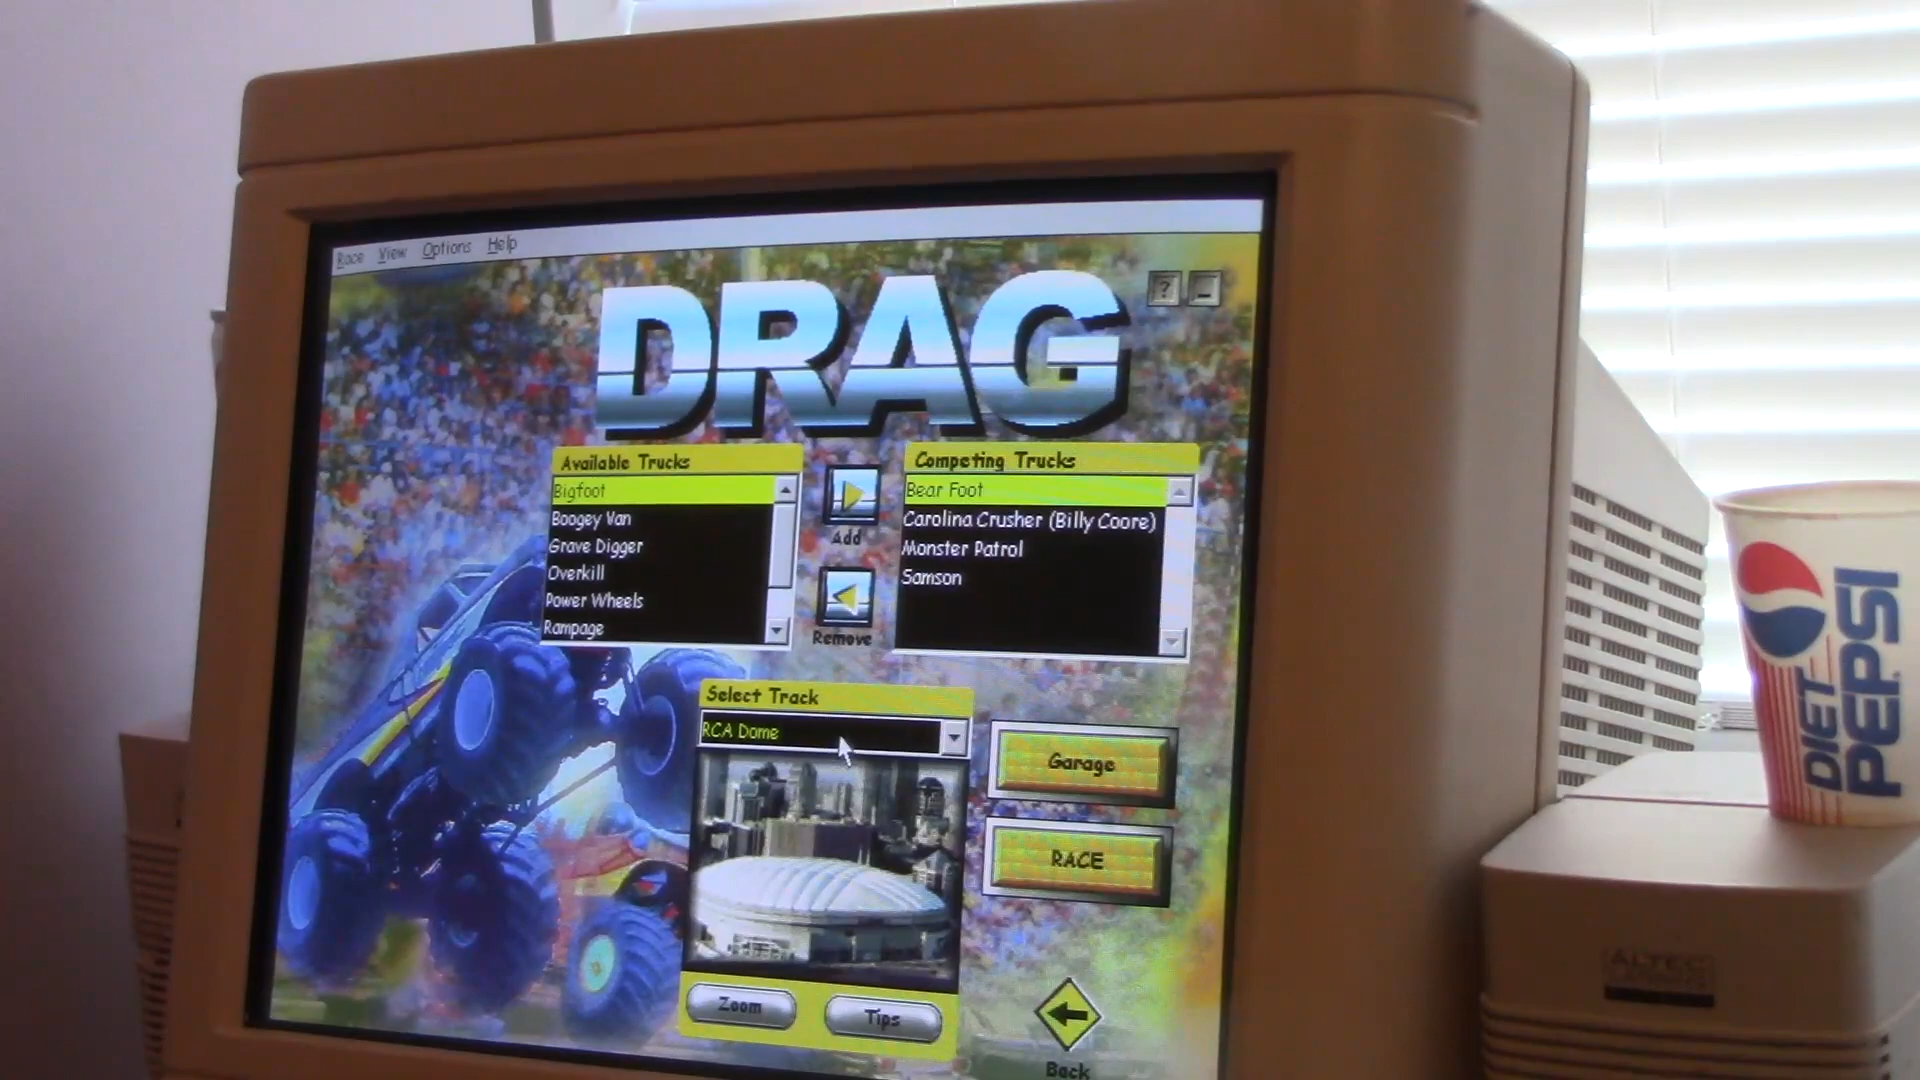 Race View Options Help
DRAG
?
Available Trucks
Bigfoot
Boogey Van
Grave Digger
Overkill
Power Wheels
Rampage
Add
Remove
Competing Trucks
Bear Foot
Carolina Crusher (Billy Coore)
Monster Patrol
Samson
Select Track
RCA Dome
Garage
RACE
Zoom
Tips
Back
DIET
PEPSI
ALTEC